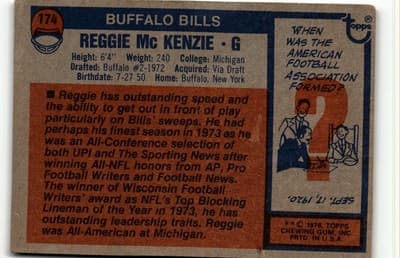 174
BUFFALO BILLS
REGGIE Mc KENZIE • G
Height: 6'4" Weight: 240 College: Michigan
Drafted: Buffalo #2-1972 Acquired: Via Draft
Birthdate: 7-27 50 Home: Buffalo, New York
■ Reggie has outstanding speed and
the ability to get out in front of play
particularly on Bills' sweeps. He had
perhaps his finest season in 1973 as he
was an All-Conference selection of
both UPI and The Sporting News after
winning All-NFL honors from AP, Pro
Football Writers and Football News.
The winner of Wisconsin Football
Writers' award as NFL's Top Blocking
Lineman of the Year in 1973, he has
outstanding leadership traits. Reggie
was All-American at Michigan.
Topps
WHEN
WAS THE
AMERICAN
FOOTBALL
ASSOCIATION
FORMED?
?
SEPT. 17, 1920.
** © 1976, TOPPS
CHEWING GUM, INC.
PRTD. IN U.S.A.